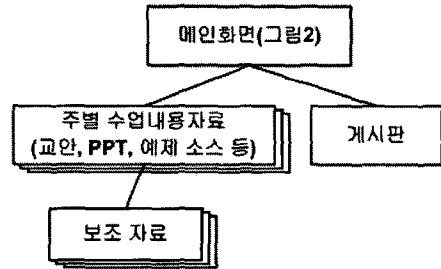 메인화면(그림2)
주별 수업내용자료
(교안, PPT, 예제 소스 등)
게시판
보조 자료